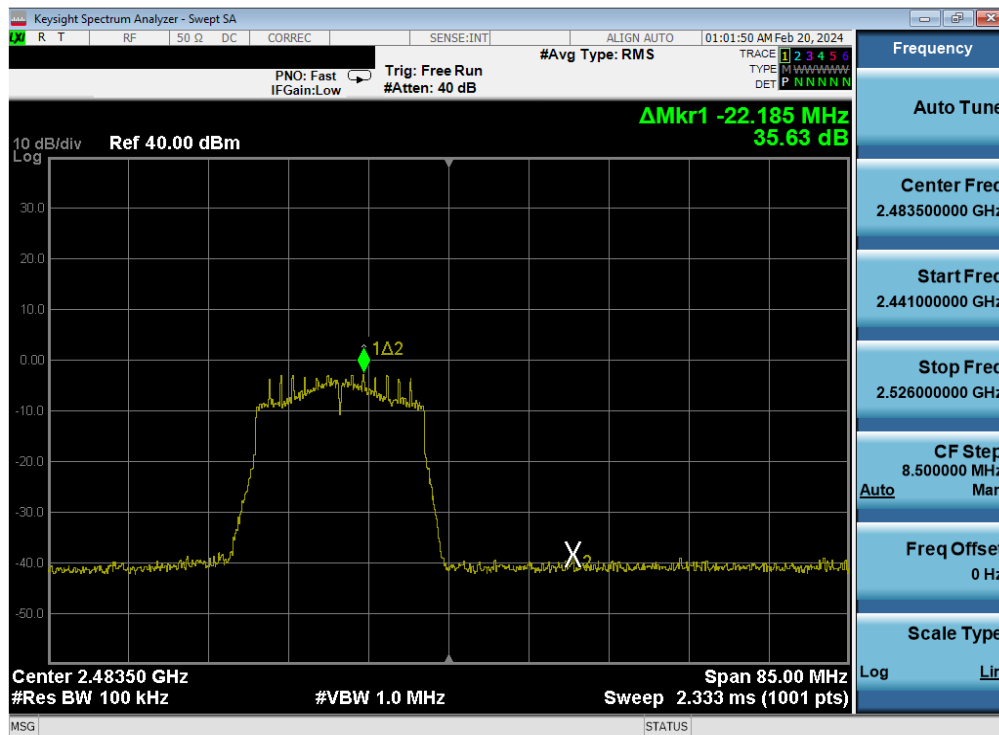 Keysight Spectrum Analyzer - Swept SA
LXI R T RF 50 Ω DC CORREC SENSE:INT ALIGN AUTO 01:01:50 AM Feb 20, 2024
#Avg Type: RMS
TRACE 1 2 3 4 5 6
TYPE M W W W W W
DET P N N N N N
PNO: Fast
IFGain:Low
Trig: Free Run
#Atten: 40 dB
ΔMkr1 -22.185 MHz
35.63 dB
10 dB/div
Log
Ref 40.00 dBm
30.0
20.0
10.0
0.00
-10.0
-20.0
-30.0
-40.0
-50.0
1Δ2
X2
Center 2.48350 GHz
Span 85.00 MHz
#Res BW 100 kHz
#VBW 1.0 MHz
Sweep 2.333 ms (1001 pts)
MSG
STATUS
Frequency
Auto Tune
Center Freq
2.483500000 GHz
Start Freq
2.441000000 GHz
Stop Freq
2.526000000 GHz
CF Step
8.500000 MHz
Auto Man
Freq Offset
0 Hz
Scale Type
Log Lin